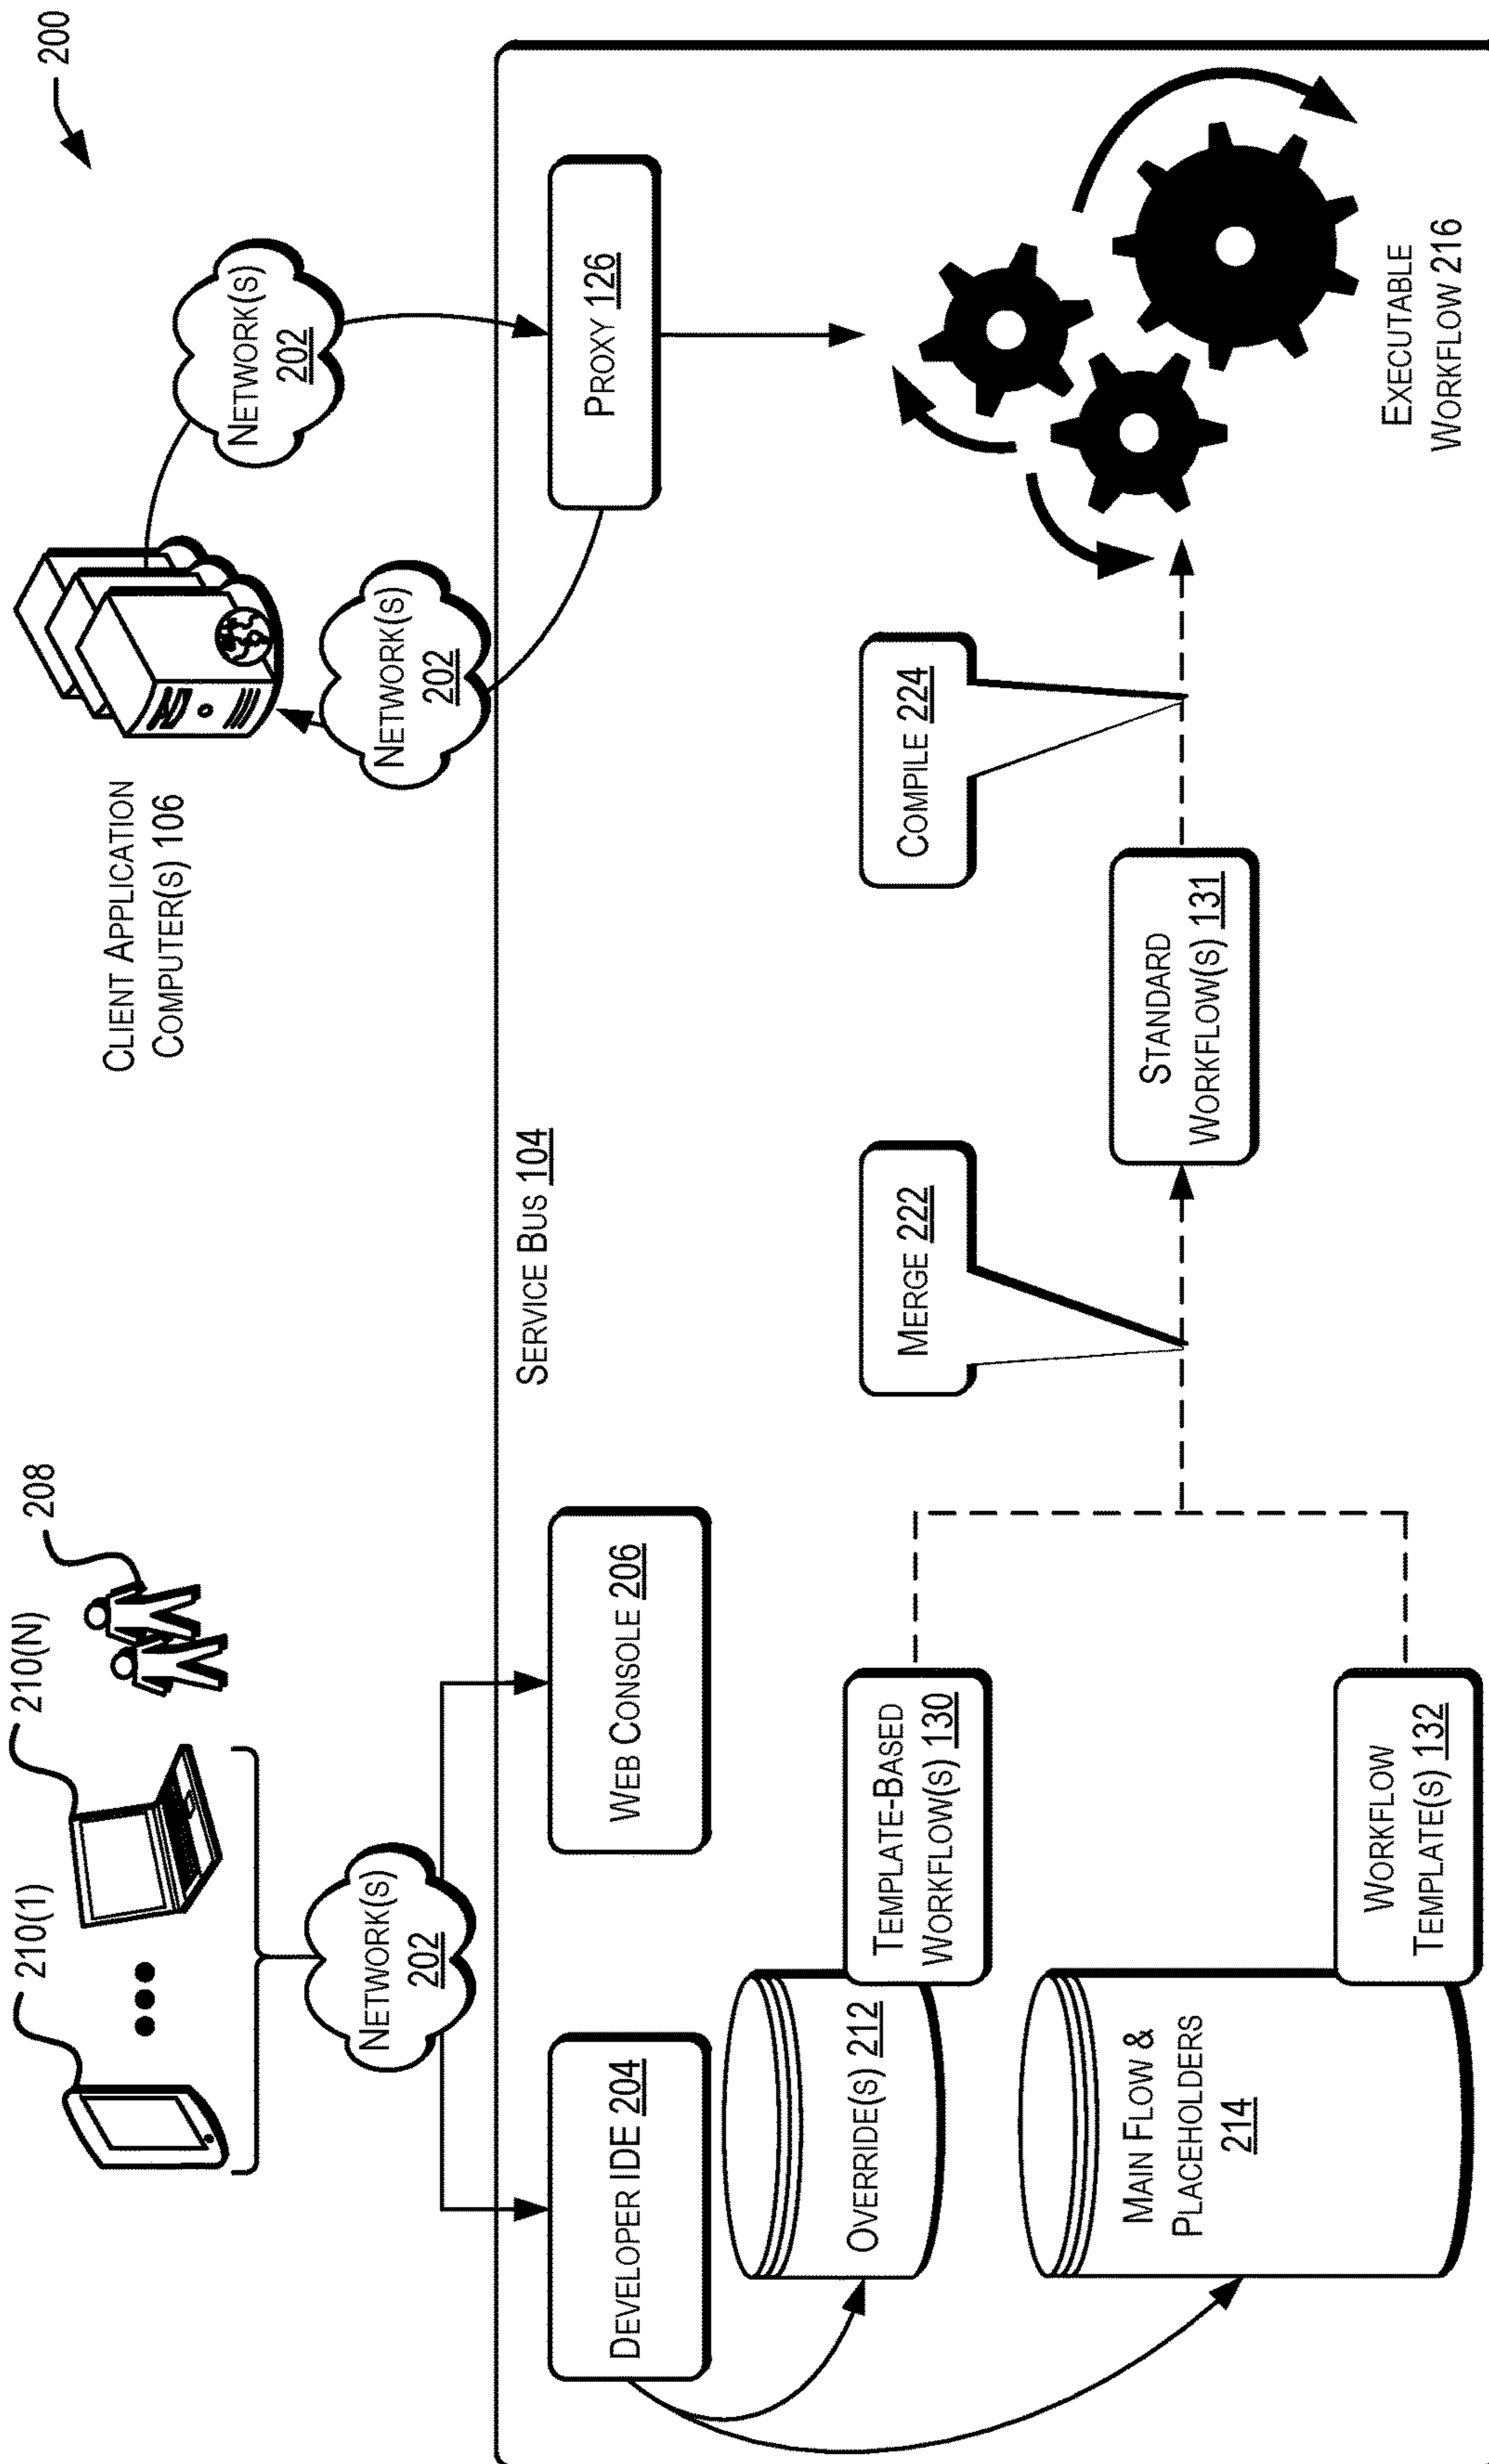 200
210(1)
210(N)
208
CLIENT APPLICATION
COMPUTER(S) 106
NETWORK(S)
202
NETWORK(S)
202
NETWORK(S)
202
SERVICE BUS 104
DEVELOPER IDE 204
WEB CONSOLE 206
PROXY 126
OVERRIDE(S) 212
TEMPLATE-BASED
WORKFLOW(S) 130
MERGE 222
COMPILE 224
MAIN FLOW &
PLACEHOLDERS
214
STANDARD
WORKFLOW(S) 131
WORKFLOW
TEMPLATE(S) 132
EXECUTABLE
WORKFLOW 216